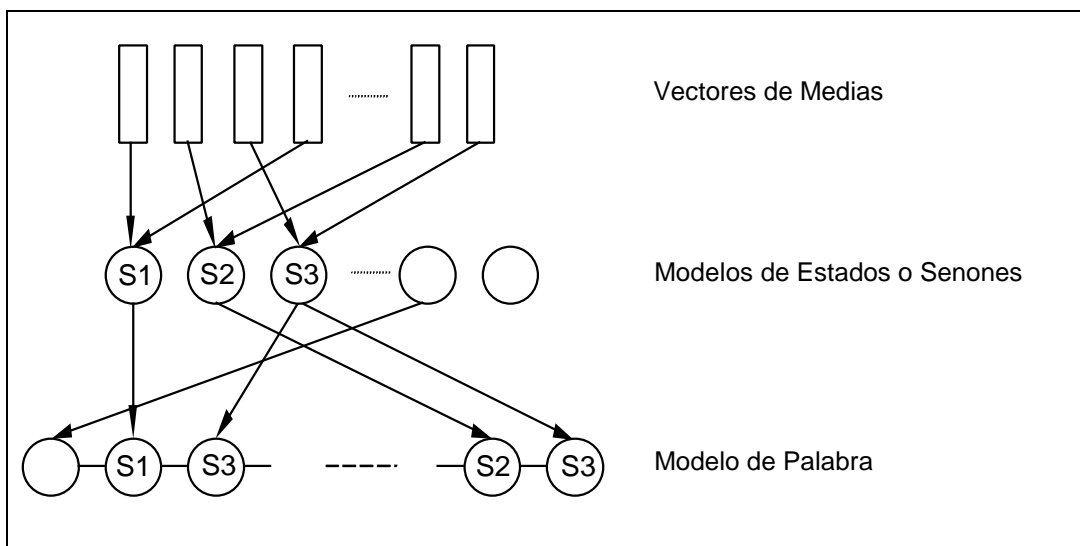 Vectores de Medias
S1 S2 S3 Modelos de Estados o Senones
S1 S3 S2 S3 Modelo de Palabra